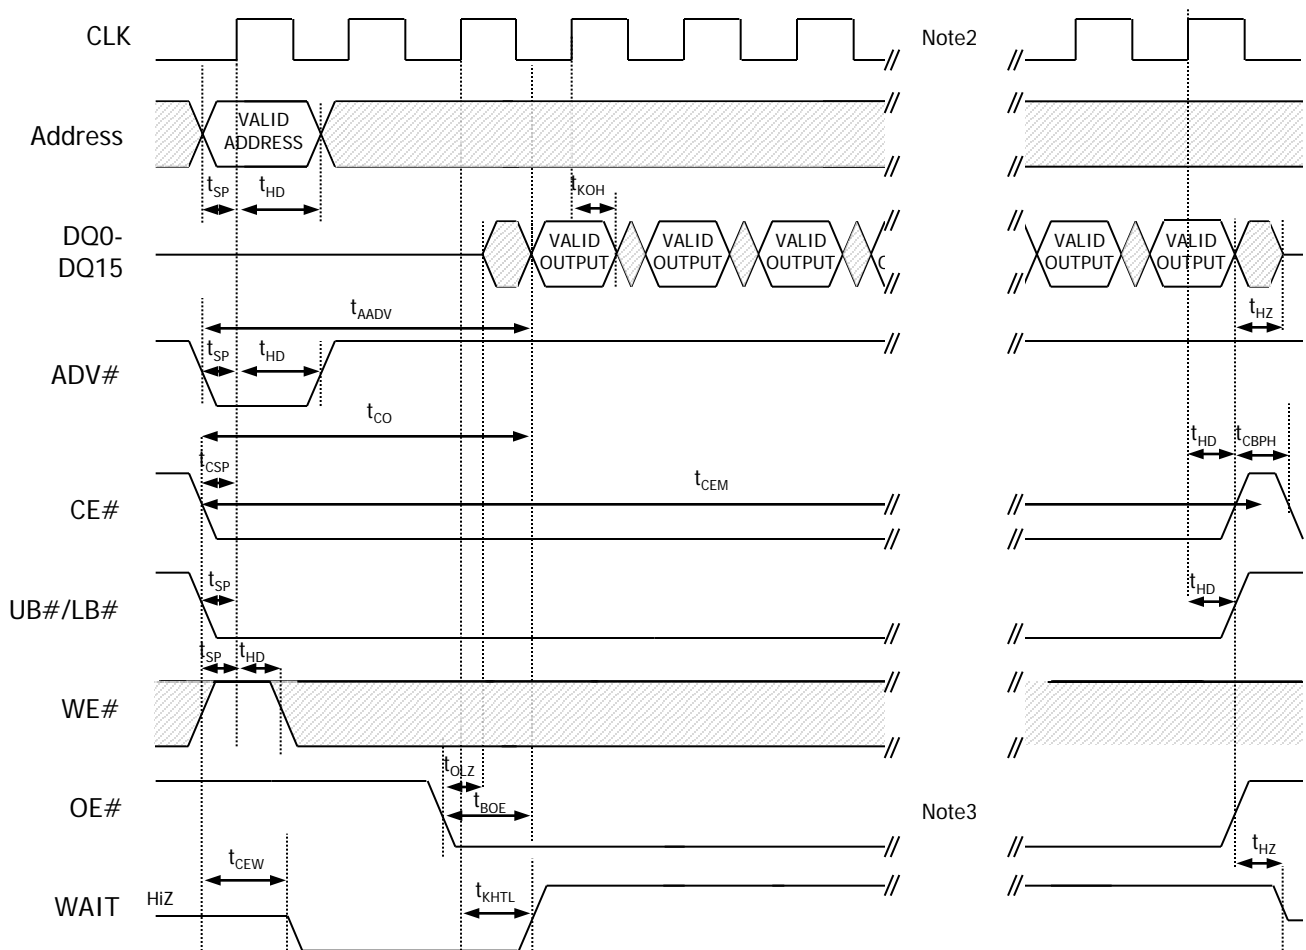 CLK
Note2
Address
VALID ADDRESS
tSP
tHD
tKOH
DQ0-
DQ15
VALID OUTPUT
VALID OUTPUT
VALID OUTPUT
VALID OUTPUT
VALID OUTPUT
tAADV
tHZ
ADV#
tSP
tHD
tCO
tHD
tCBPH
tCSP
tCEM
CE#
UB#/LB#
tSP
tHD
tSP
tHD
WE#
tOLZ
OE#
tBOE
Note3
tCEW
tHZ
WAIT
HiZ
tKHTL